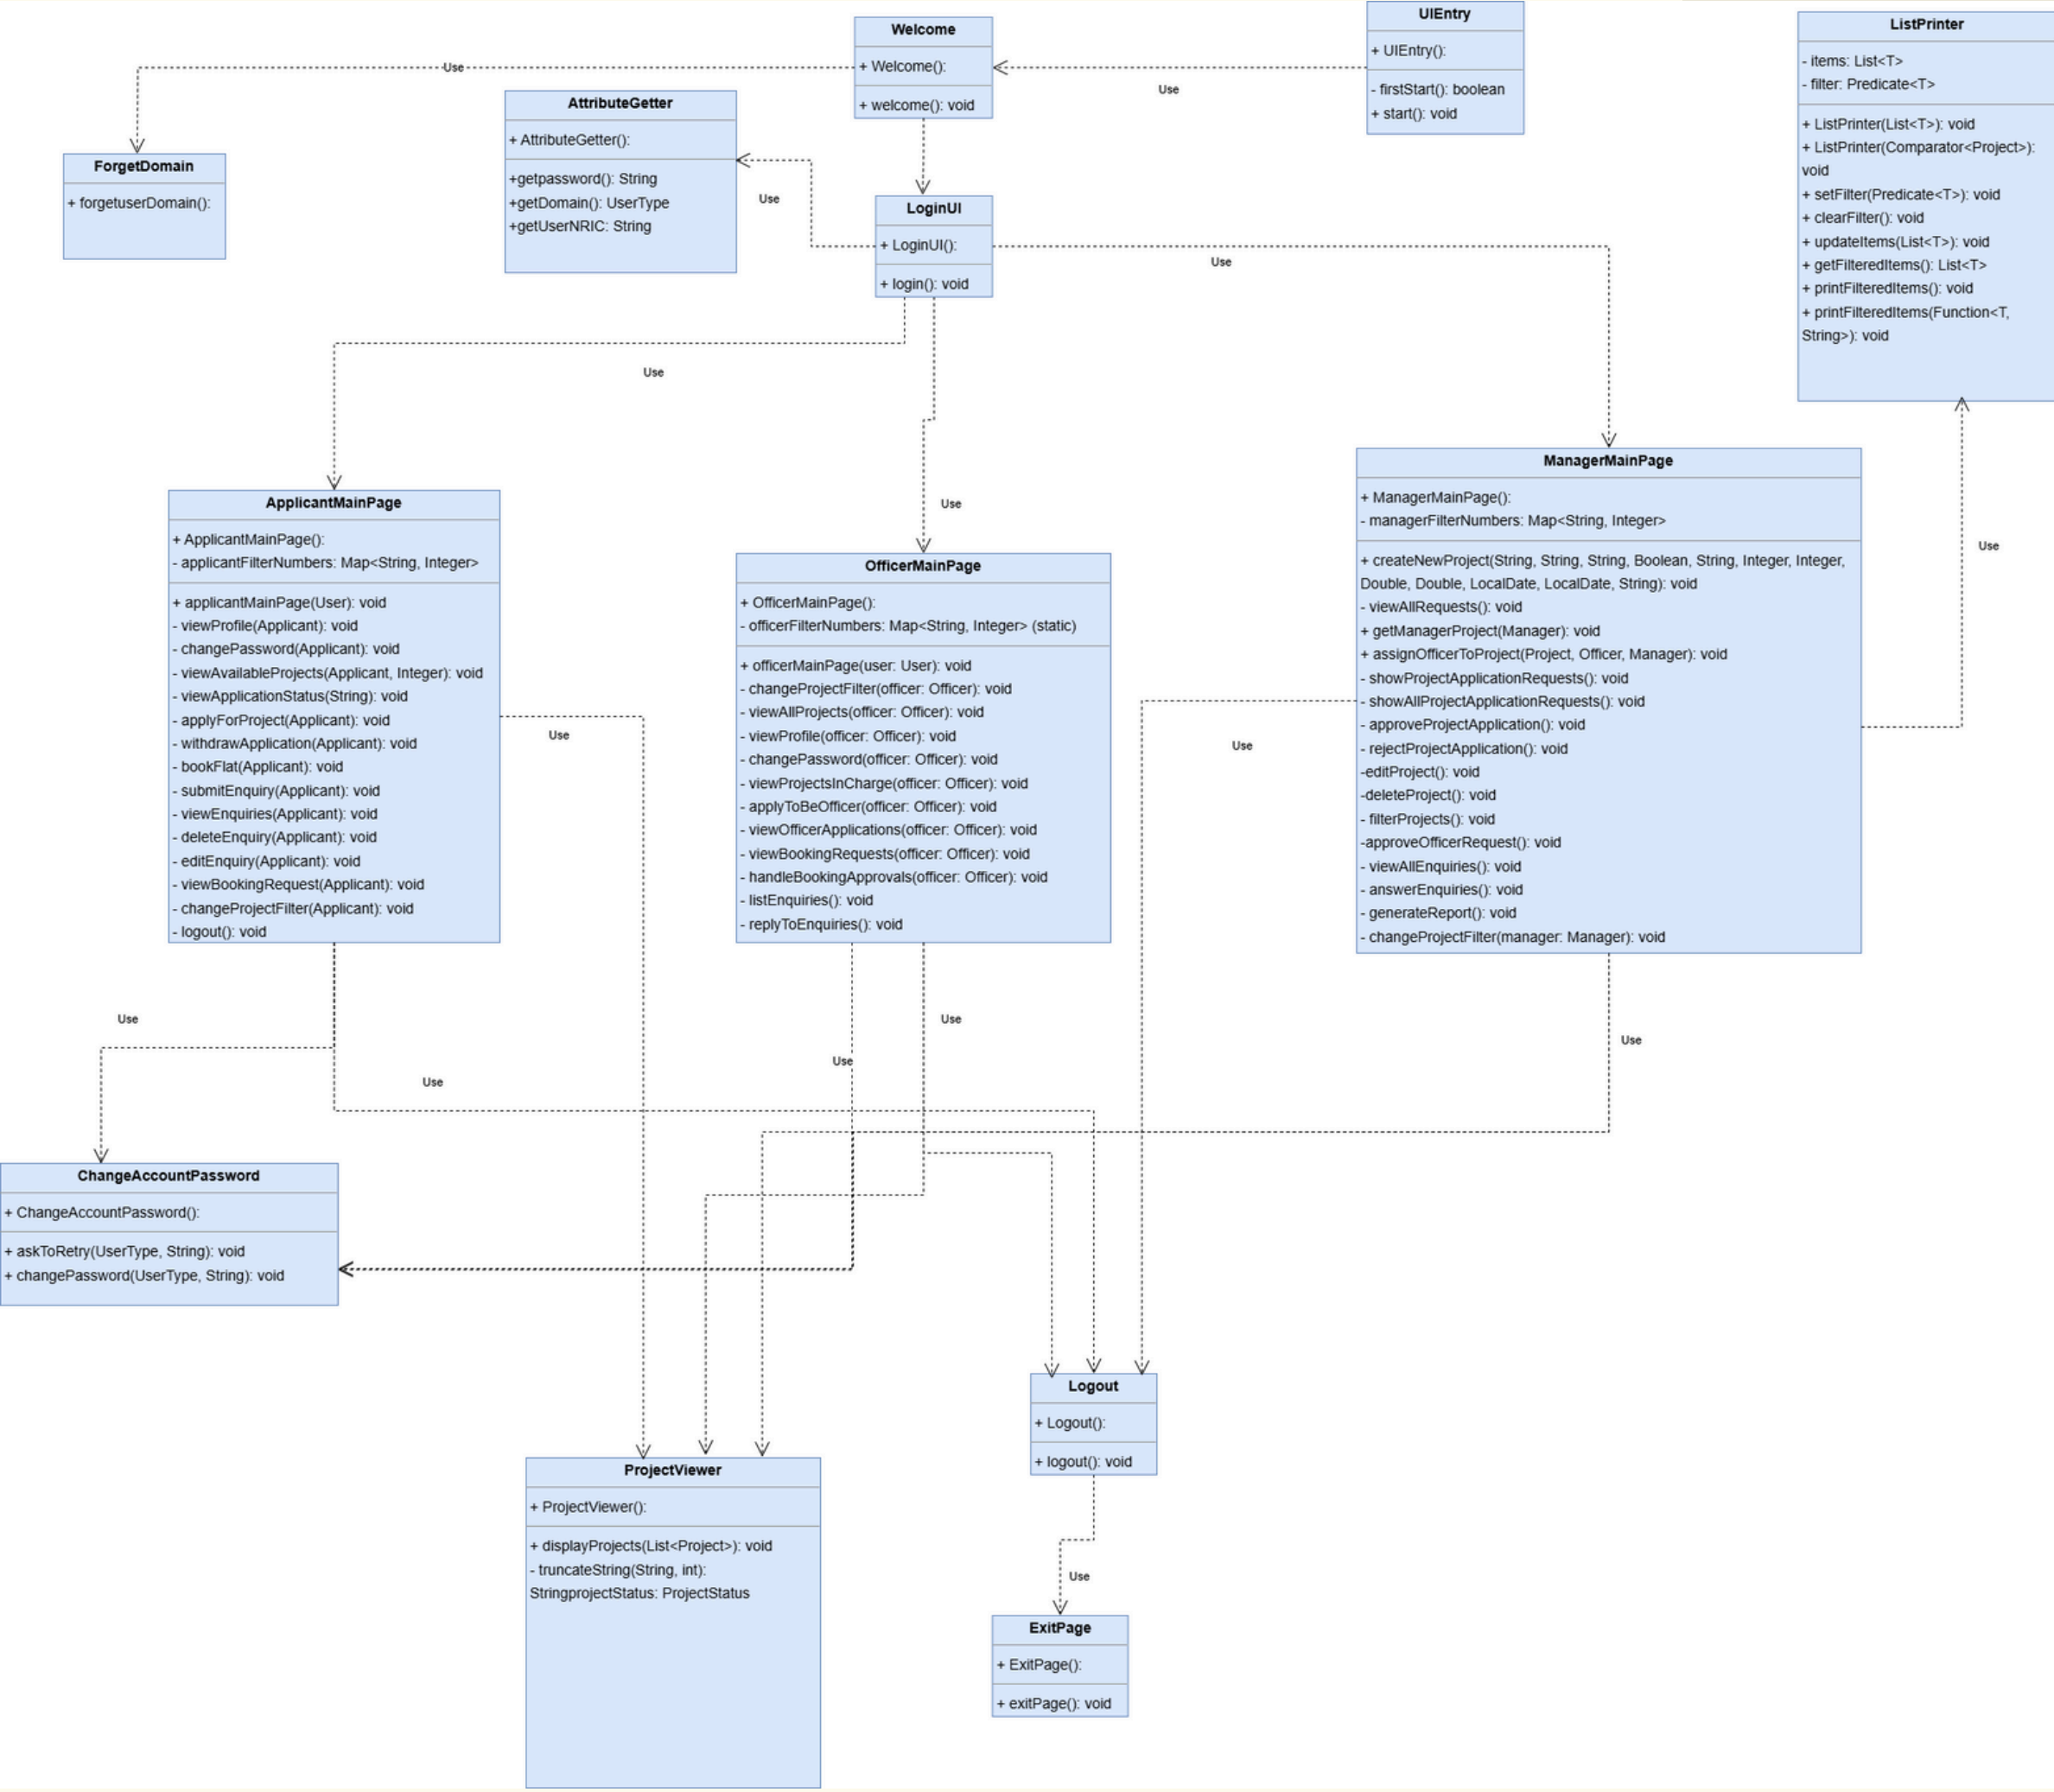 Welcome
+ Welcome():
+ welcome(): void
UIEntry
+ UIEntry():
- firstStart(): boolean
+ start(): void
ListPrinter
- items: List<T>
- filter: Predicate<T>
+ ListPrinter(List<T>): void
+ ListPrinter(Comparator<Project>):
void
+ setFilter(Predicate<T>): void
+ clearFilter(): void
+ updateItems(List<T>): void
+ getFilteredItems(): List<T>
+ printFilteredItems(): void
+ printFilteredItems(Function<T,
String>): void
Use
Use
AttributeGetter
+ AttributeGetter():
+getpassword(): String
+getDomain(): UserType
+getUserNRIC: String
ForgetDomain
+ forgetuserDomain():
Use
LoginUI
+ LoginUI():
+ login(): void
Use
Use
Use
Use
ApplicantMainPage
+ ApplicantMainPage():
- applicantFilterNumbers: Map<String, Integer>
+ applicantMainPage(User): void
- viewProfile(Applicant): void
- changePassword(Applicant): void
- viewAvailableProjects(Applicant, Integer): void
- viewApplicationStatus(String): void
- applyForProject(Applicant): void
- withdrawApplication(Applicant): void
- bookFlat(Applicant): void
- submitEnquiry(Applicant): void
- viewEnquiries(Applicant): void
- deleteEnquiry(Applicant): void
- editEnquiry(Applicant): void
- viewBookingRequest(Applicant): void
- changeProjectFilter(Applicant): void
- logout(): void
OfficerMainPage
+ OfficerMainPage():
- officerFilterNumbers: Map<String, Integer> (static)
+ officerMainPage(user: User): void
- changeProjectFilter(officer: Officer): void
- viewAllProjects(officer: Officer): void
- viewProfile(officer: Officer): void
- changePassword(officer: Officer): void
- viewProjectsInCharge(officer: Officer): void
- applyToBeOfficer(officer: Officer): void
- viewOfficerApplications(officer: Officer): void
- viewBookingRequests(officer: Officer): void
- handleBookingApprovals(officer: Officer): void
- listEnquiries(): void
- replyToEnquiries(): void
ManagerMainPage
+ ManagerMainPage():
- managerFilterNumbers: Map<String, Integer>
+ createNewProject(String, String, String, Boolean, String, Integer, Integer,
Double, Double, LocalDate, LocalDate, String): void
- viewAllRequests(): void
+ getManagerProject(Manager): void
+ assignOfficerToProject(Project, Officer, Manager): void
- showProjectApplicationRequests(): void
- showAllProjectApplicationRequests(): void
- approveProjectApplication(): void
- rejectProjectApplication(): void
-editProject(): void
-deleteProject(): void
- filterProjects(): void
-approveOfficerRequest(): void
- viewAllEnquiries(): void
- answerEnquiries(): void
- generateReport(): void
- changeProjectFilter(manager: Manager): void
Use
Use
Use
Use
Use
Use
Use
Use
ChangeAccountPassword
+ ChangeAccountPassword():
+ askToRetry(UserType, String): void
+ changePassword(UserType, String): void
Logout
+ Logout():
+ logout(): void
ProjectViewer
+ ProjectViewer():
+ displayProjects(List<Project>): void
- truncateString(String, int):
StringprojectStatus: ProjectStatus
Use
ExitPage
+ ExitPage():
+ exitPage(): void